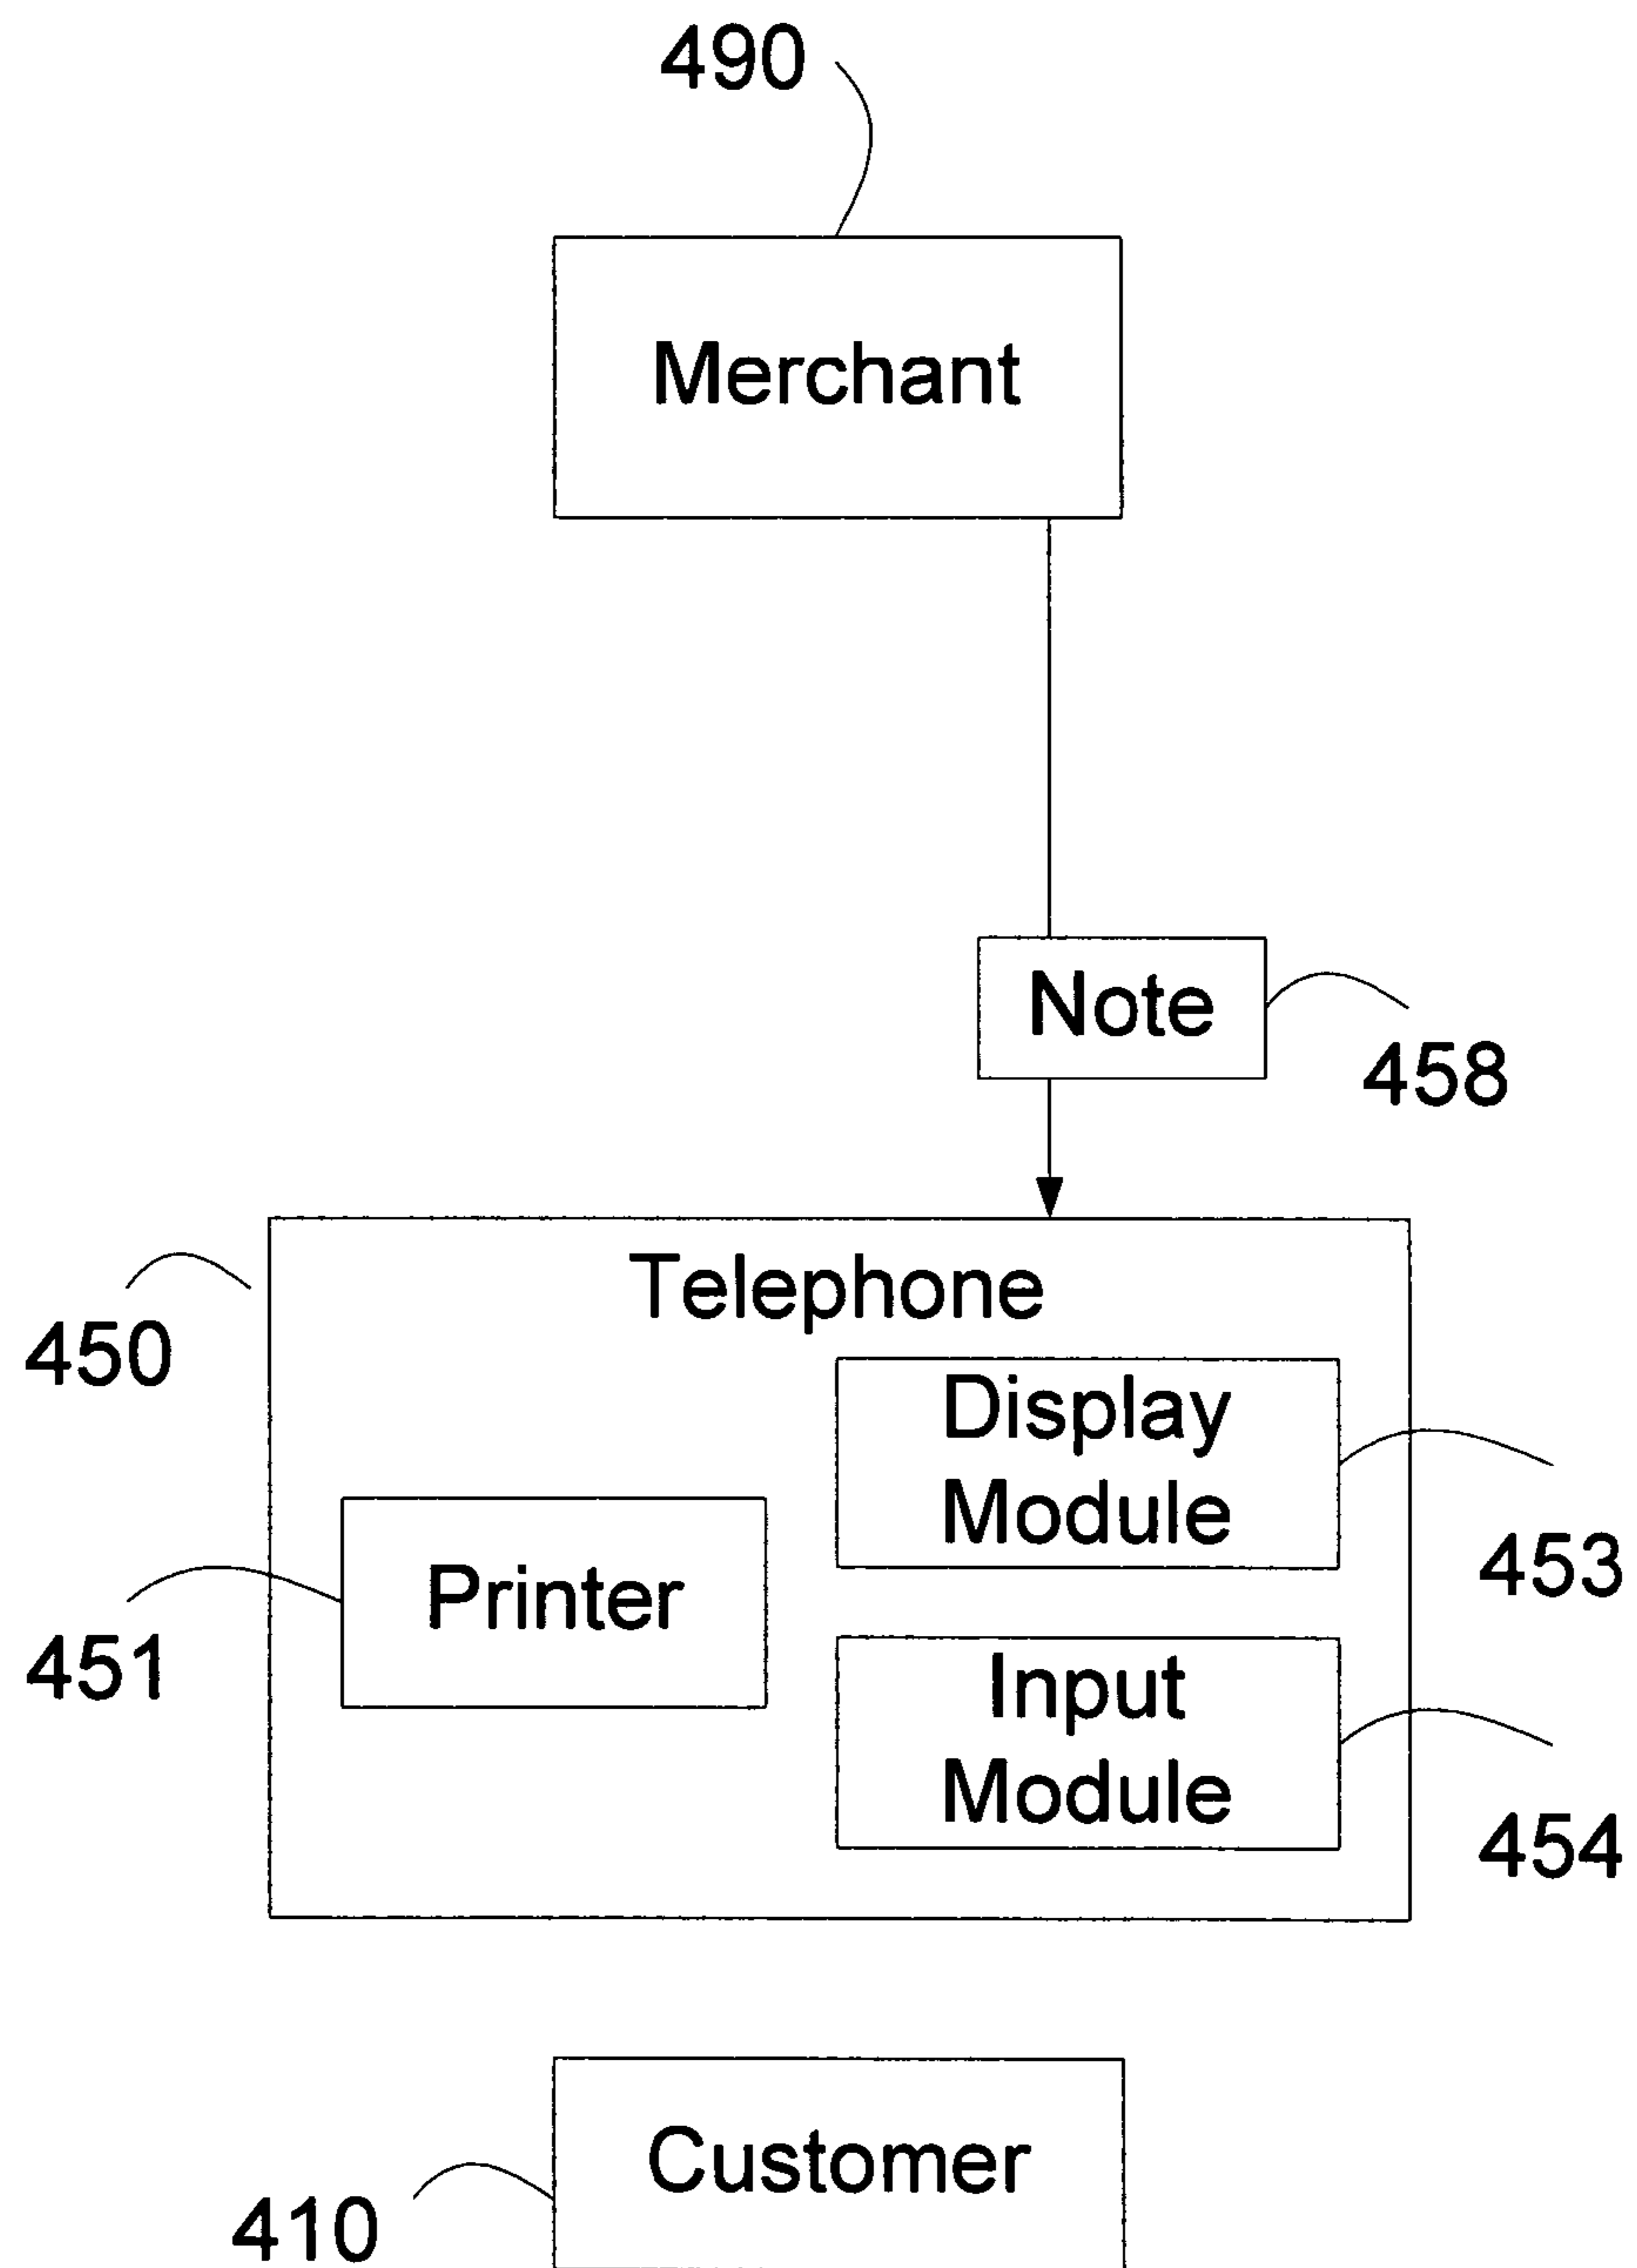 490
Merchant
Note
458
Telephone
450
Display
Module
453
Printer
451
Input
Module
454
Customer
410